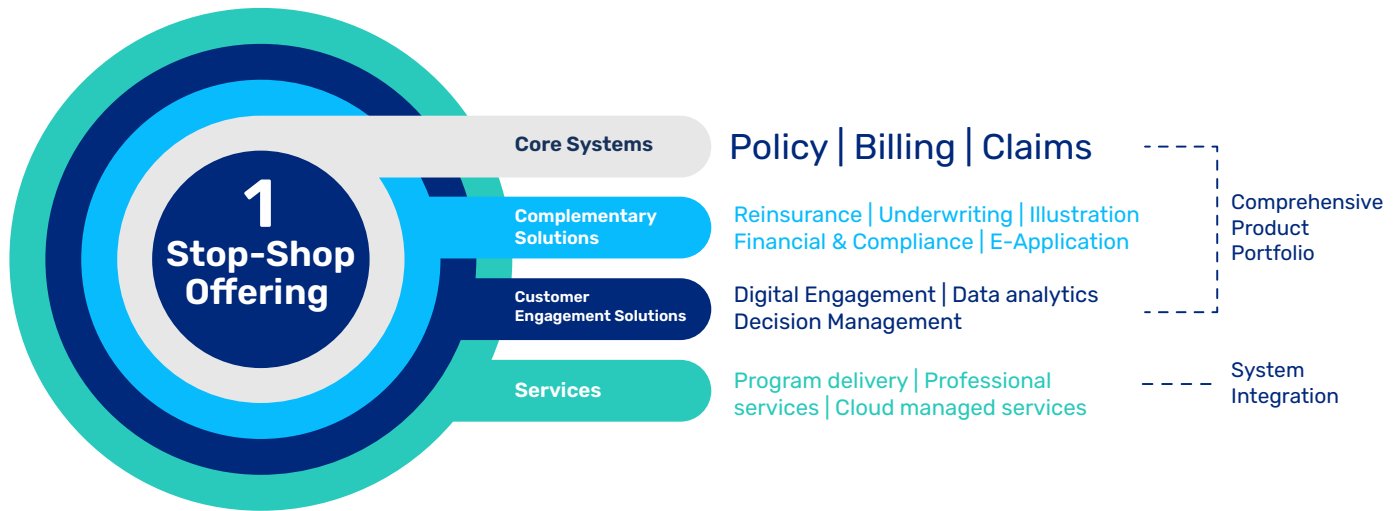 1
Stop-Shop
Offering
Core Systems
Policy | Billing | Claims
Complementary
Solutions
Reinsurance | Underwriting | Illustration
Financial & Compliance | E-Application
Customer
Engagement Solutions
Digital Engagement | Data analytics
Decision Management
Comprehensive
Product
Portfolio
Services
Program delivery | Professional
services | Cloud managed services
System
Integration